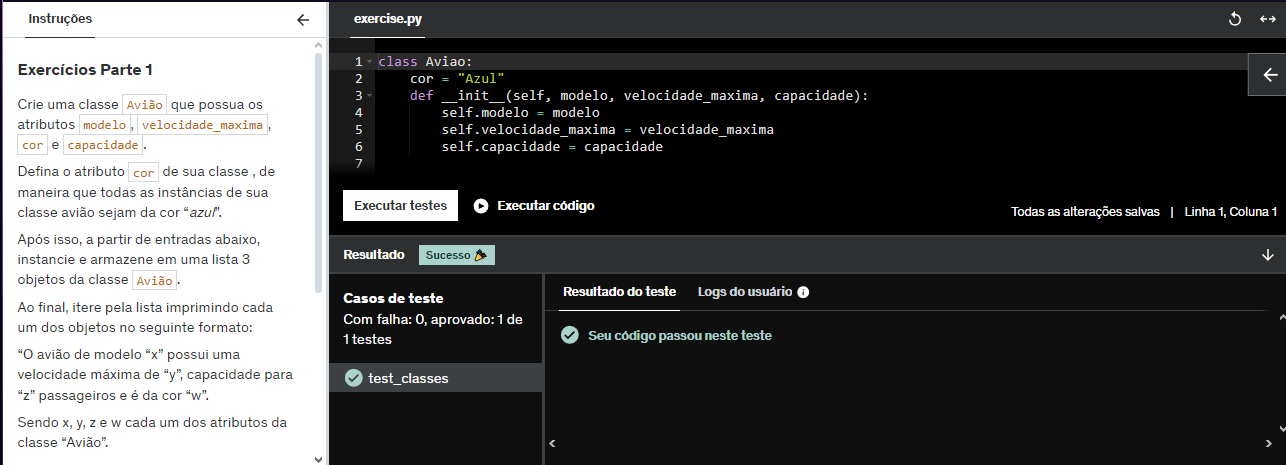 Instruções
Exercícios Parte 1
Crie uma classe Avião que possua os
atributos modelo, velocidade_maxima,
cor e capacidade.
Defina o atributo cor de sua classe , de
maneira que todas as instâncias de sua
classe avião sejam da cor “azul”.
Após isso, a partir de entradas abaixo,
instancie e armazene em uma lista 3
objetos da classe Avião.
Ao final, itere pela lista imprimindo cada
um dos objetos no seguinte formato:
“O avião de modelo “x” possui uma
velocidade máxima de “y”, capacidade para
“z” passageiros e é da cor “w”.
Sendo x, y, z e w cada um dos atributos da
classe “Avião”.
exercise.py
1 class Aviao:
2 cor = "Azul"
3 def __init__(self, modelo, velocidade_maxima, capacidade):
4 self.modelo = modelo
5 self.velocidade_maxima = velocidade_maxima
6 self.capacidade = capacidade
7
Executar testes
Executar código
Todas as alterações salvas | Linha 1, Coluna 1
Resultado Sucesso
Casos de teste
Com falha: 0, aprovado: 1 de
1 testes
test_classes
Resultado do teste Logs do usuário
Seu código passou neste teste